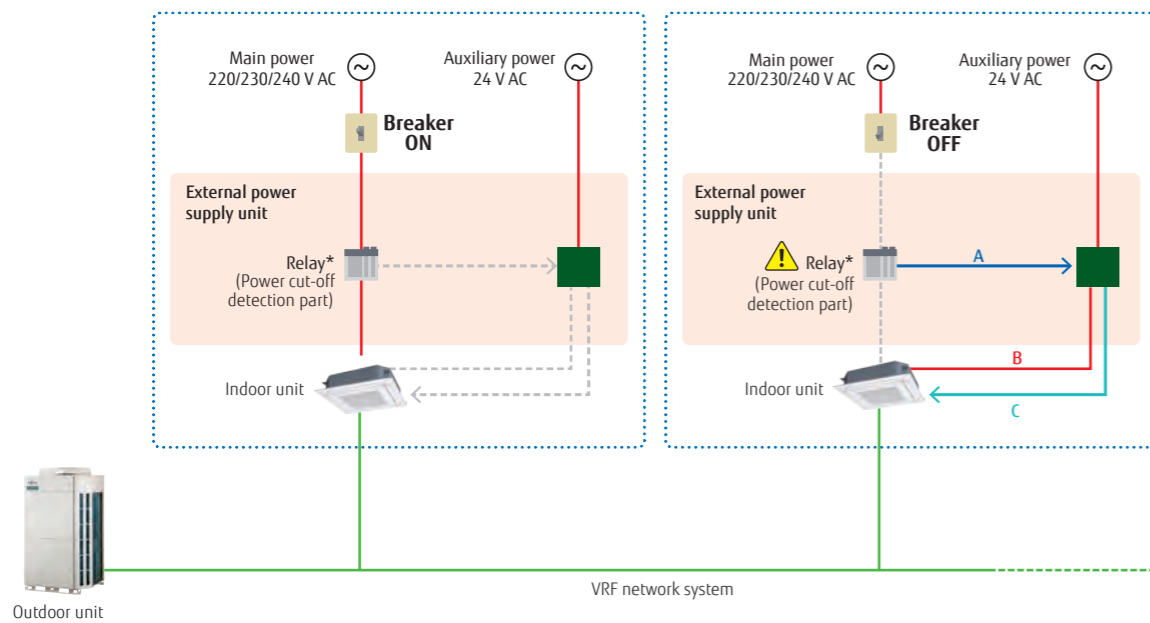 Main power
220/230/240 V AC
Auxiliary power
24 V AC
Breaker
ON
External power
supply unit
Relay*
(Power cut-off
detection part)
Indoor unit
Main power
220/230/240 V AC
Auxiliary power
24 V AC
Breaker
OFF
External power
supply unit
Relay*
(Power cut-off
detection part)
A
B
C
Indoor unit
VRF network system
Outdoor unit